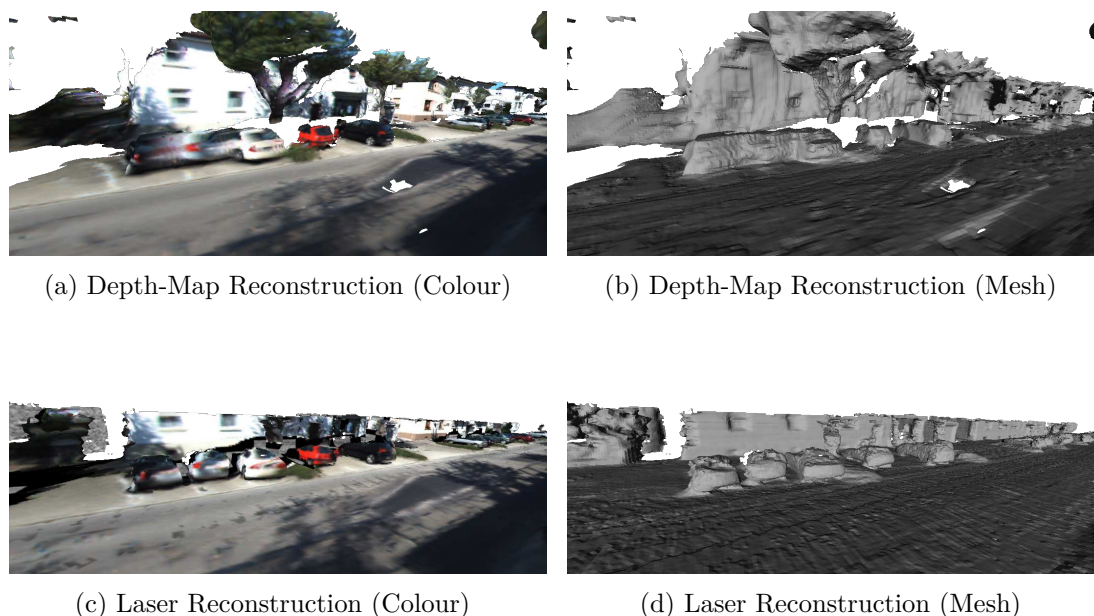 (a) Depth-Map Reconstruction (Colour)
(b) Depth-Map Reconstruction (Mesh)
(c) Laser Reconstruction (Colour)
(d) Laser Reconstruction (Mesh)